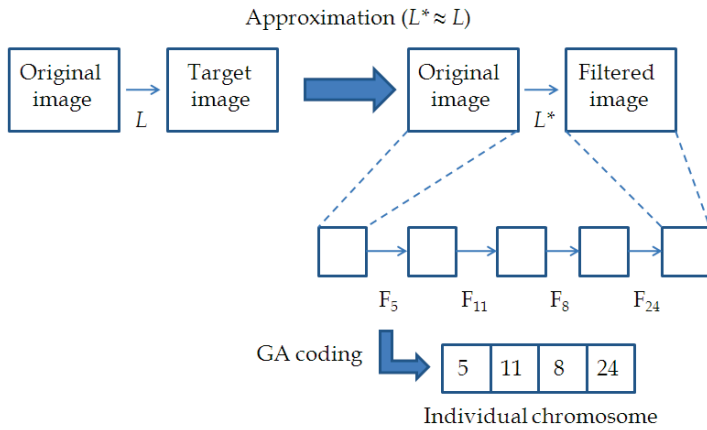 Approximation (L* ≈ L)
Original image
L
Target image
Original image
L*
Filtered image
F₅
F₁₁
F₈
F₂₄
GA coding
5 11 8 24
Individual chromosome